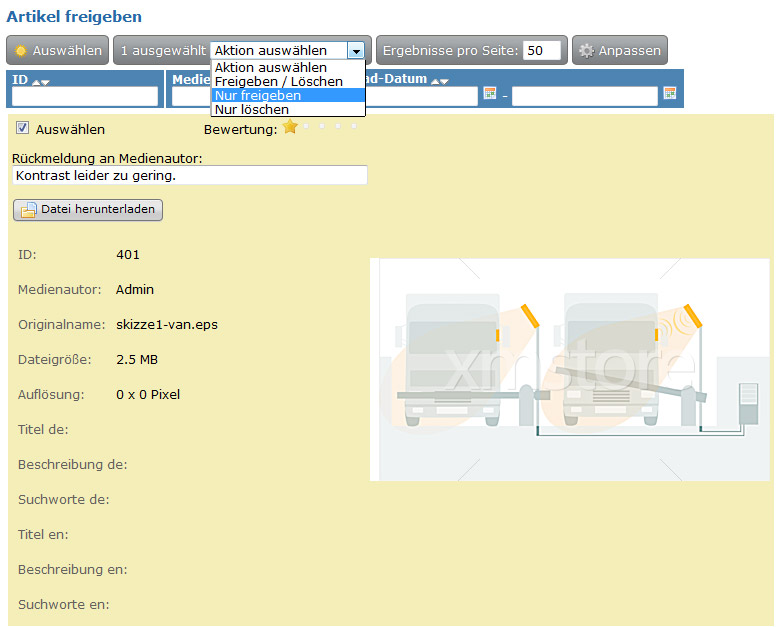 Artikel freigeben
Auswählen 1 ausgewählt Aktion auswählen Ergebnisse pro Seite: 50 Anpassen
Aktion auswählen
Freigeben / Löschen
Nur freigeben
Nur löschen
ID Medie ad-Datum
-
Auswählen Bewertung:
Rückmeldung an Medienautor:
Kontrast leider zu gering.
Datei herunterladen
ID: 401
Medienautor: Admin
Originalname: skizze1-van.eps
Dateigröße: 2.5 MB
Auflösung: 0 x 0 Pixel
Titel de:
Beschreibung de:
Suchworte de:
Titel en:
Beschreibung en:
Suchworte en:
xmstore